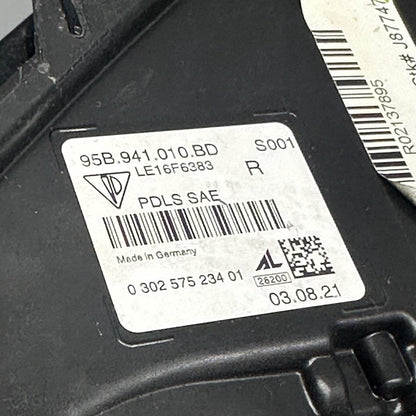 95B.941.010.BD S001
LE16F6383 R
PDLS SAE
Made in Germany
AL
0 302 575 234 01 26200
03.08.21
R02137895